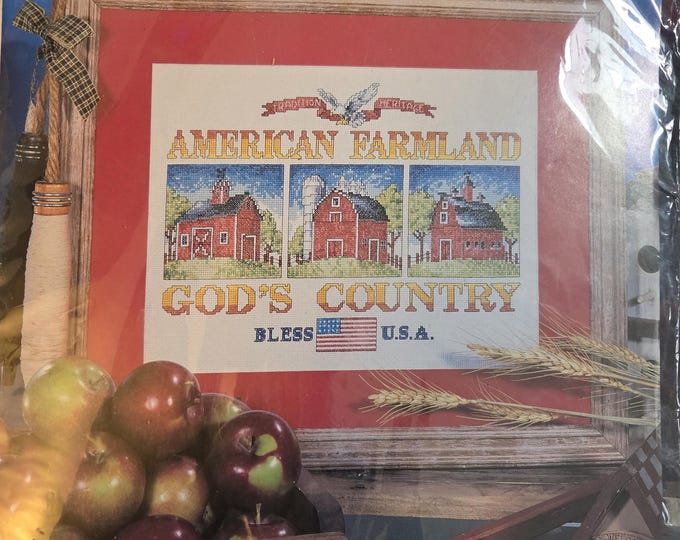 TRADITION HERITAGE
AMERICAN FARMLAND
GOD'S COUNTRY
BLESS U.S.A.